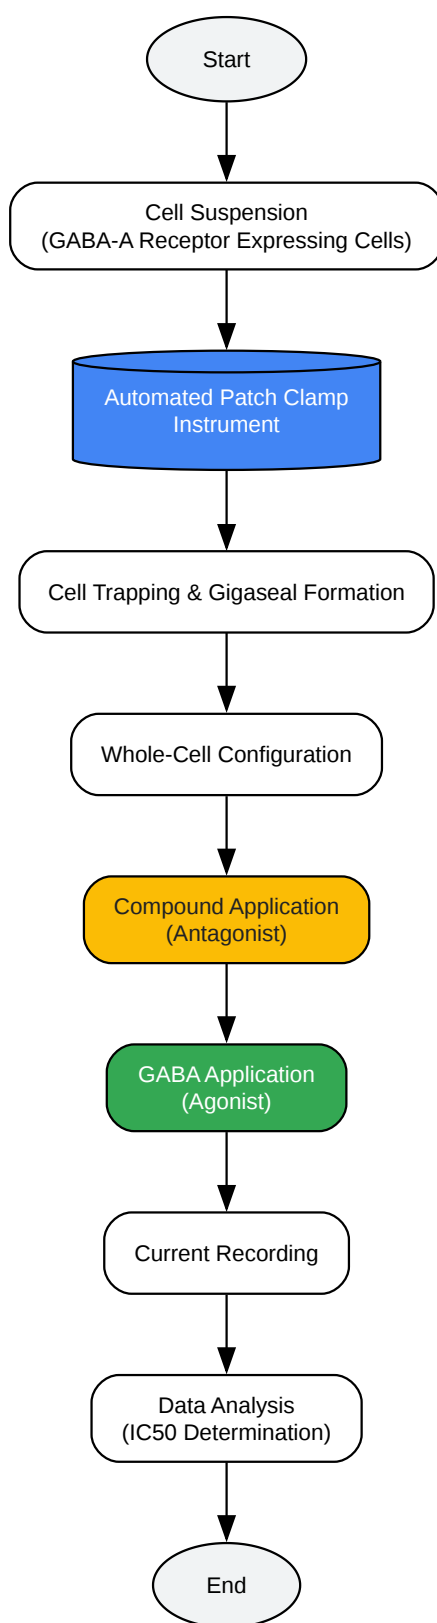 Start
Cell Suspension
(GABA-A Receptor Expressing Cells)
Automated Patch Clamp
Instrument
Cell Trapping & Gigaseal Formation
Whole-Cell Configuration
Compound Application
(Antagonist)
GABA Application
(Agonist)
Current Recording
Data Analysis
(IC50 Determination)
End